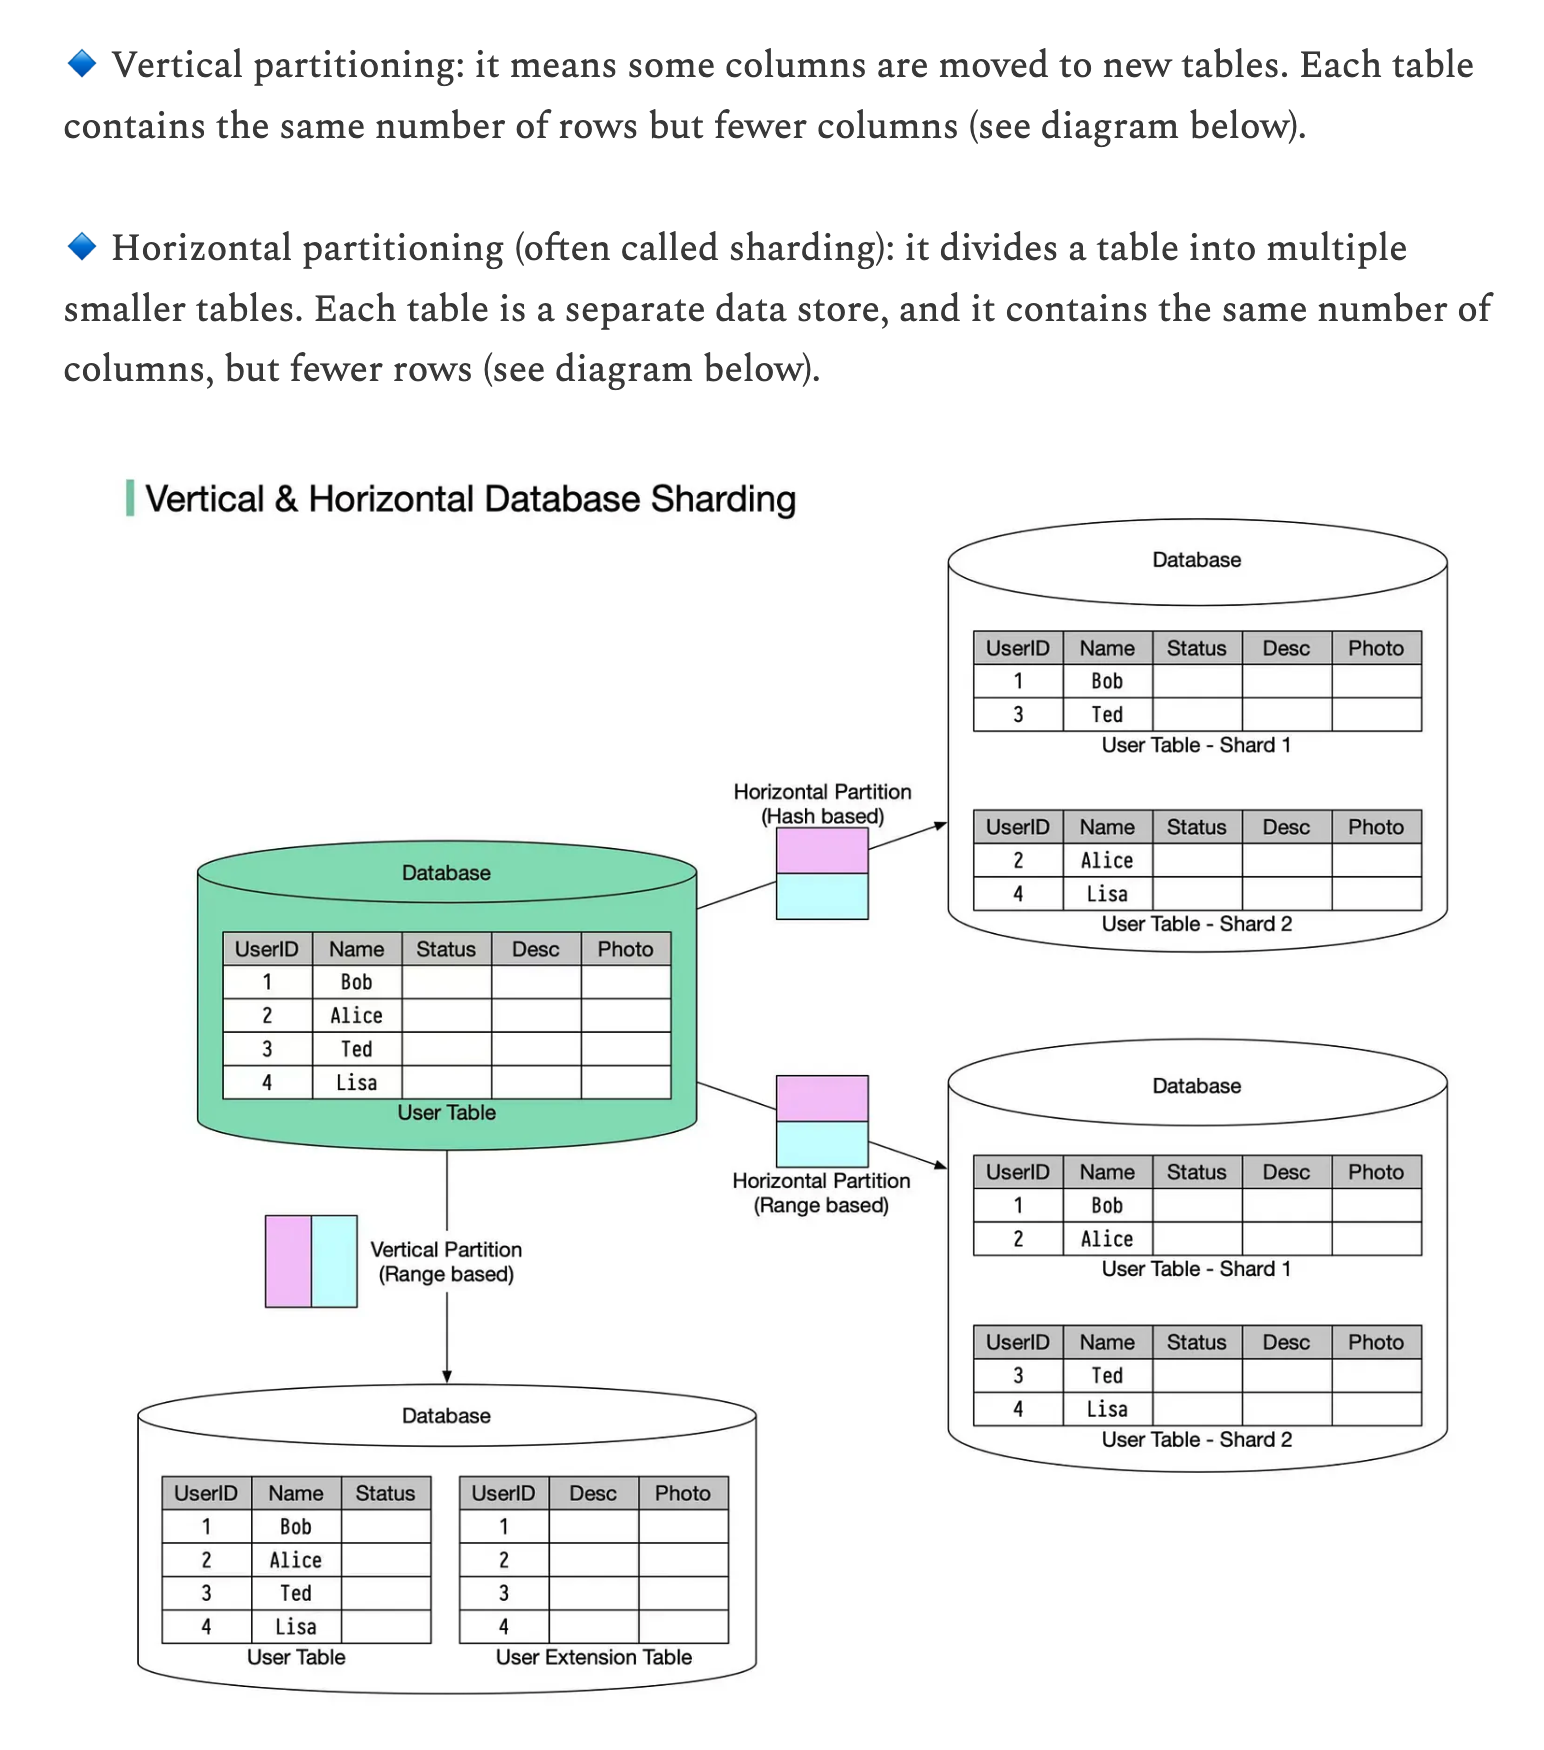 🔷 Vertical partitioning: it means some columns are moved to new tables. Each table
contains the same number of rows but fewer columns (see diagram below).
🔷 Horizontal partitioning (often called sharding): it divides a table into multiple
smaller tables. Each table is a separate data store, and it contains the same number of
columns, but fewer rows (see diagram below).
Vertical & Horizontal Database Sharding
Database
UserID Name Status Desc Photo
1 Bob
3 Ted
User Table - Shard 1
UserID Name Status Desc Photo
2 Alice
4 Lisa
User Table - Shard 2
Horizontal Partition
(Hash based)
Database
UserID Name Status Desc Photo
1 Bob
2 Alice
3 Ted
4 Lisa
User Table
Horizontal Partition
(Range based)
Database
UserID Name Status Desc Photo
1 Bob
2 Alice
User Table - Shard 1
UserID Name Status Desc Photo
3 Ted
4 Lisa
User Table - Shard 2
Vertical Partition
(Range based)
Database
UserID Name Status
1 Bob
2 Alice
3 Ted
4 Lisa
User Table
UserID Desc Photo
1
2
3
4
User Extension Table